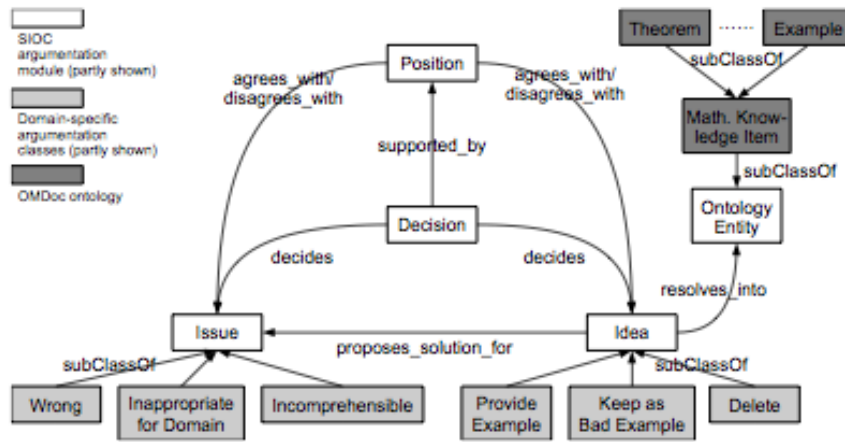 SIOC
argumentation
module (partly shown)
Domain-specific
argumentation
classes (partly shown)
OMDoc ontology
Position
agrees_with/
disagrees_with
agrees_with/
disagrees_with
supported_by
Decision
decides
decides
Issue
proposes_solution_for
Idea
resolves_into
Theorem
......
Example
subClassOf
Math. Know-
ledge Item
subClassOf
Ontology
Entity
subClassOf
subClassOf
Wrong
Inappropriate
for Domain
Incomprehensible
Provide
Example
Keep as
Bad Example
Delete